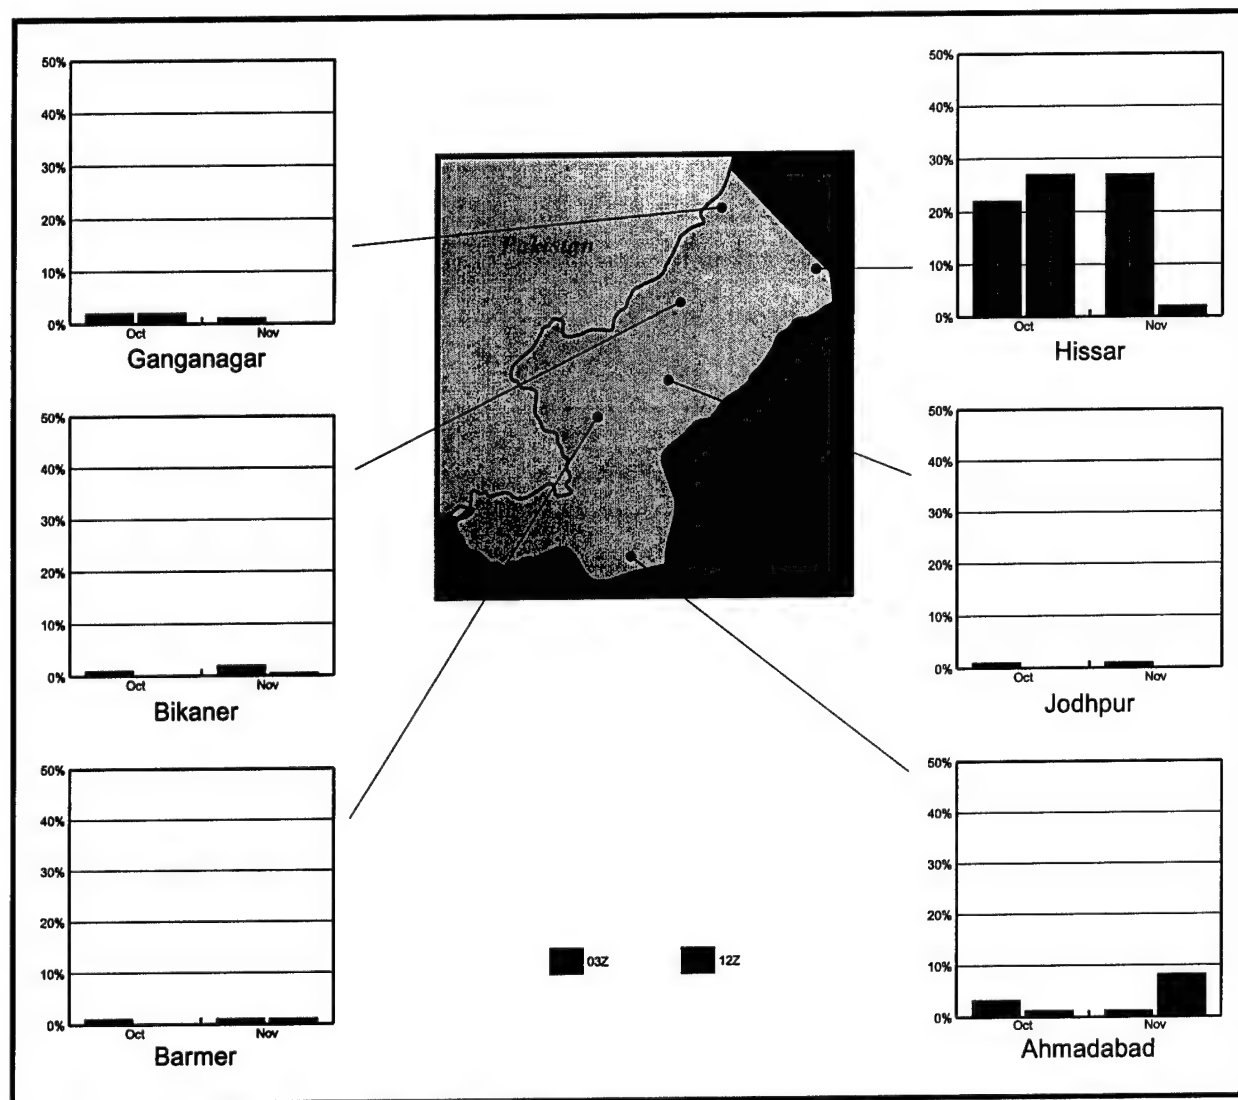 50%
40%
30%
20%
10%
0%
Oct
Nov
Ganganagar
50%
40%
30%
20%
10%
0%
Oct
Nov
Bikaner
50%
40%
30%
20%
10%
0%
Oct
Nov
Barmer
Pakistan
03Z
12Z
50%
40%
30%
20%
10%
0%
Oct
Nov
Hissar
50%
40%
30%
20%
10%
0%
Oct
Nov
Jodhpur
50%
40%
30%
20%
10%
0%
Oct
Nov
Ahmadabad